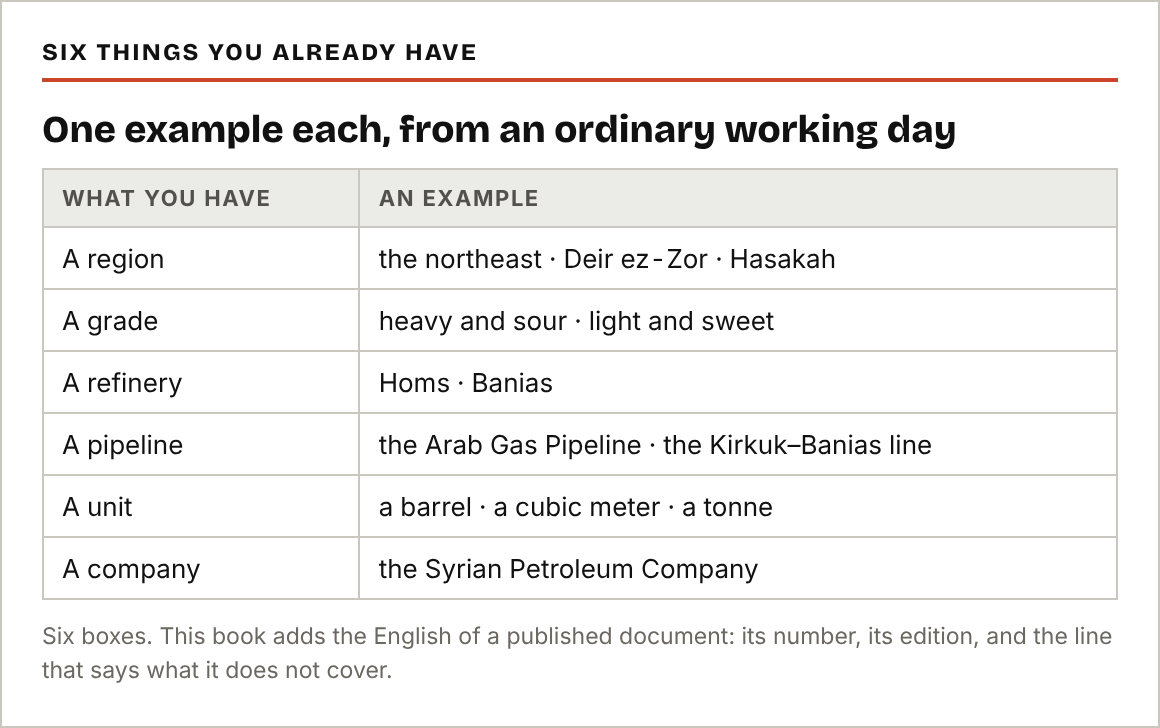 SIX THINGS YOU ALREADY HAVE
One example each, from an ordinary working day
WHAT YOU HAVE AN EXAMPLE
A region the northeast · Deir ez-Zor · Hasakah
A grade heavy and sour · light and sweet
A refinery Homs · Banias
A pipeline the Arab Gas Pipeline · the Kirkuk–Banias line
A unit a barrel · a cubic meter · a tonne
A company the Syrian Petroleum Company
Six boxes. This book adds the English of a published document: its number, its edition, and the line
that says what it does not cover.